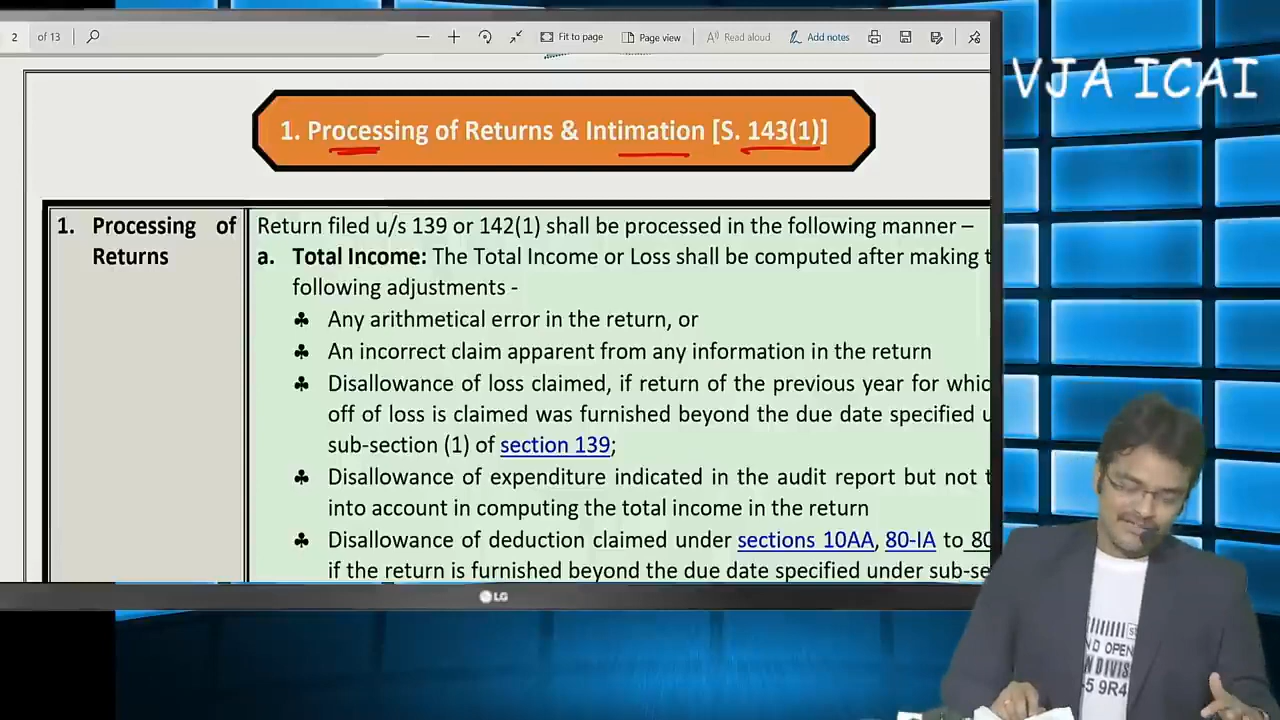 2 of 13 Fit to page Page view Read aloud Add notes
VJA ICAI
1. Processing of Returns & Intimation [S. 143(1)]
1. Processing of Returns
Return filed u/s 139 or 142(1) shall be processed in the following manner –
a. Total Income: The Total Income or Loss shall be computed after making
following adjustments -
♣ Any arithmetical error in the return, or
♣ An incorrect claim apparent from any information in the return
♣ Disallowance of loss claimed, if return of the previous year for
off of loss is claimed was furnished beyond the due date specified
sub-section (1) of section 139;
♣ Disallowance of expenditure indicated in the audit report but not
into account in computing the total income in the return
♣ Disallowance of deduction claimed under sections 10AA, 80-IA to
if the return is furnished beyond the due date specified under
LG
ND OPEN